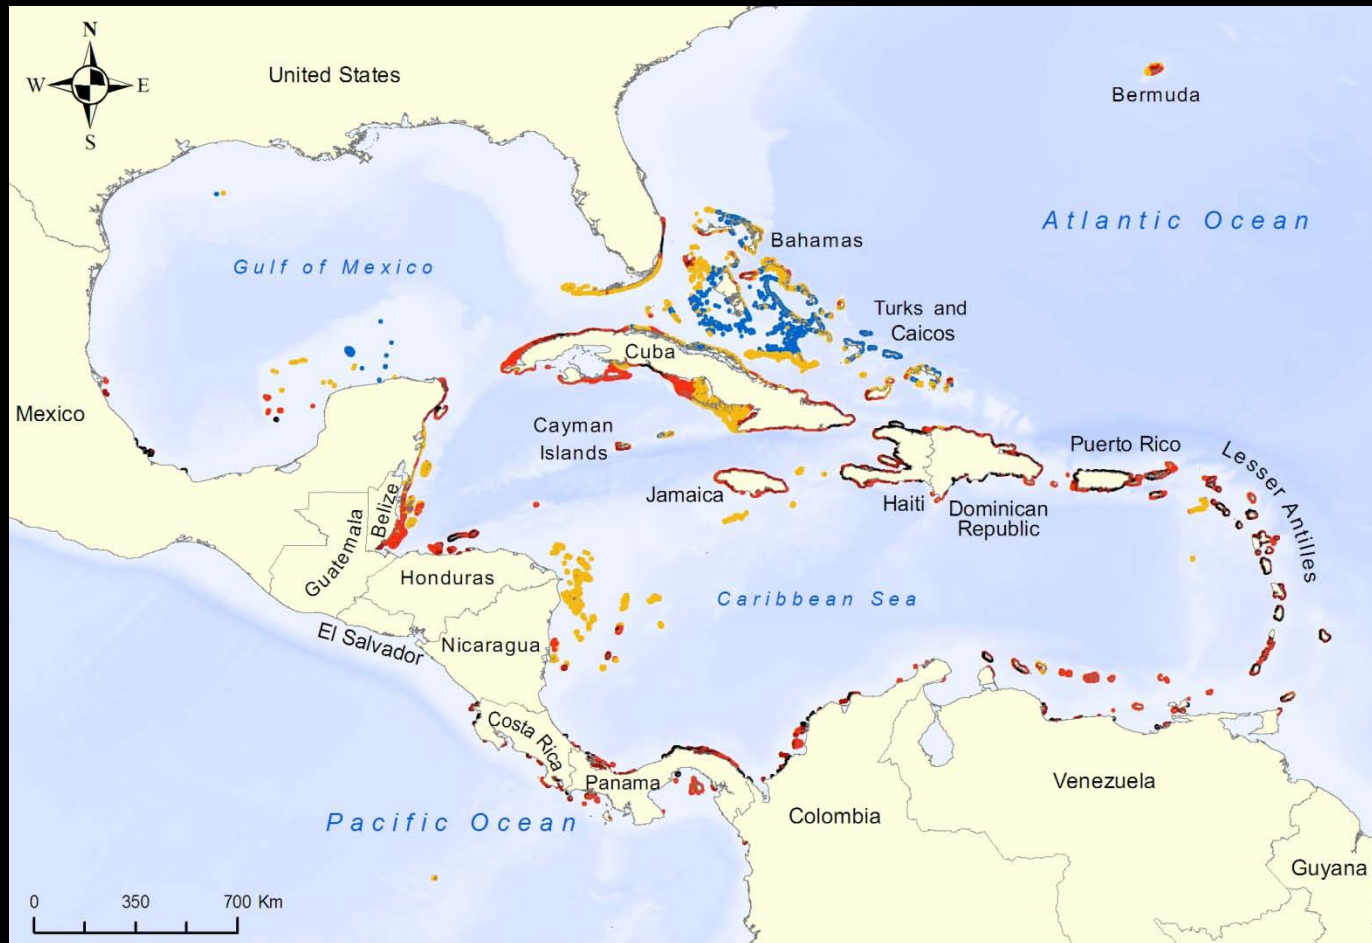 N
W E
S
United States
Bermuda
Atlantic Ocean
Gulf of Mexico
Bahamas
Turks and
Caicos
Cuba
Mexico
Cayman
Islands
Puerto Rico
Lesser Antilles
Jamaica
Haiti
Dominican
Republic
Belize
Guatemala
Honduras
Caribbean Sea
El Salvador
Nicaragua
Costa Rica
Panama
Venezuela
Colombia
Pacific Ocean
Guyana
0 350 700 Km